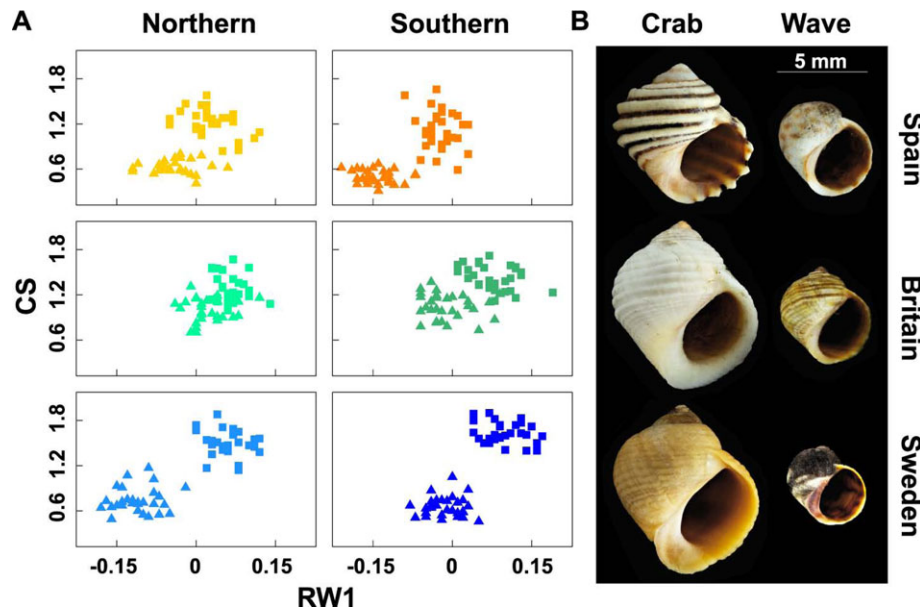 A Northern Southern B Crab Wave
5 mm
CS
1.8
1.2
0.6
1.8
1.2
0.6
1.8
1.2
0.6
-0.15 0 0.15 -0.15 0 0.15
RW1
Spain
Britain
Sweden